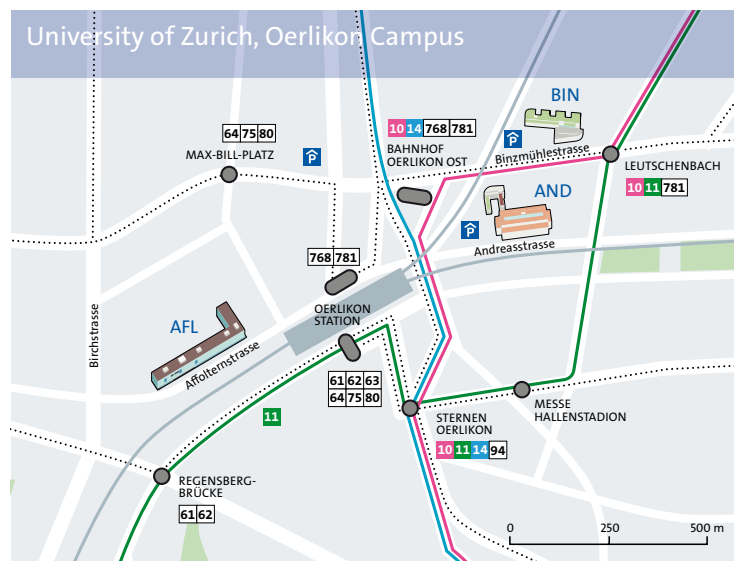 University of Zurich, Oerlikon Campus
BIN
10 14 768 781
64 75 80
BAHNHOF
OERLIKON OST
P
MAX-BILL-PLATZ
P
Binzmühlestrasse
LEUTSCHENBACH
10 11 781
AND
P
Andreasstrasse
768 781
OERLIKON
STATION
AFL
Birchstrasse
Affolternstrasse
61 62 63
64 75 80
11
MESSE
HALLENSTADION
STERNEN
OERLIKON
10 11 14 94
REGENSBERG-
BRÜCKE
61 62
0 250 500 m